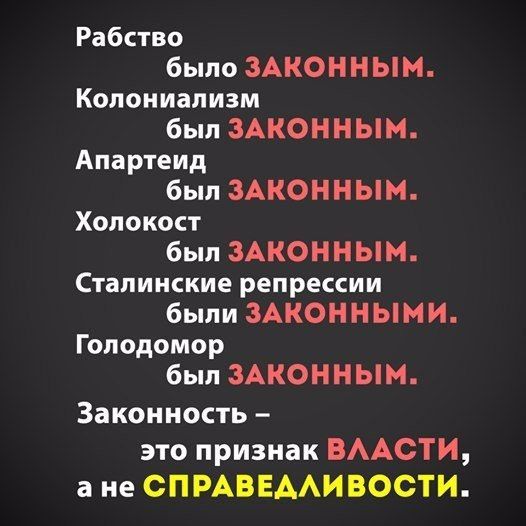 Рабство
было ЗАКОННЫМ.
Колониализм
был ЗАКОННЫМ.
Апартеид
был ЗАКОННЫМ.
Холокост
был ЗАКОННЫМ.
Сталинские репрессии
были ЗАКОННЫМИ.
Голодомор
был ЗАКОННЫМ.
Законность –
это признак ВЛАСТИ,
а не СПРАВЕДЛИВОСТИ.